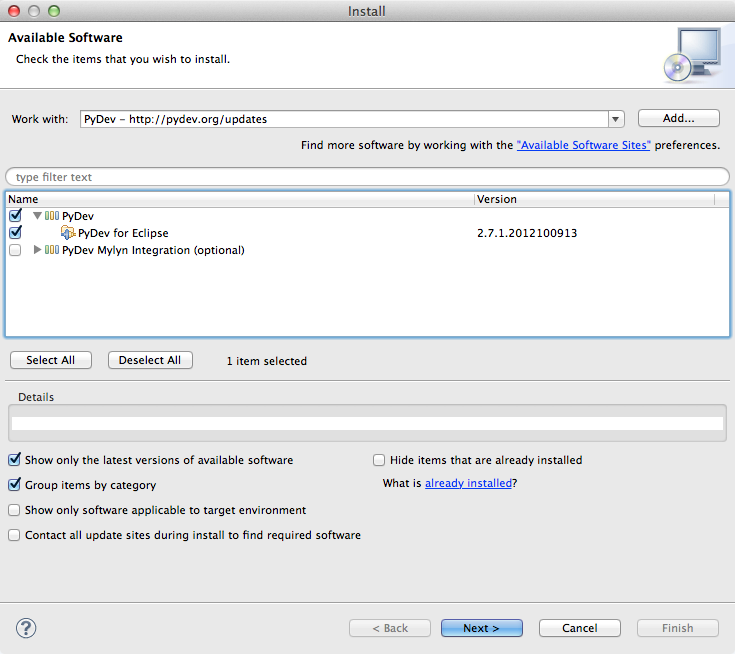 Install
Available Software
Check the items that you wish to install.
Work with: PyDev – http://pydev.org/updates Add...
Find more software by working with the "Available Software Sites" preferences.
type filter text
Name Version
PyDev
PyDev for Eclipse 2.7.1.2012100913
PyDev Mylyn Integration (optional)
Select All Deselect All 1 item selected
Details
Show only the latest versions of available software Hide items that are already installed
Group items by category What is already installed?
Show only software applicable to target environment
Contact all update sites during install to find required software
? < Back Next > Cancel Finish